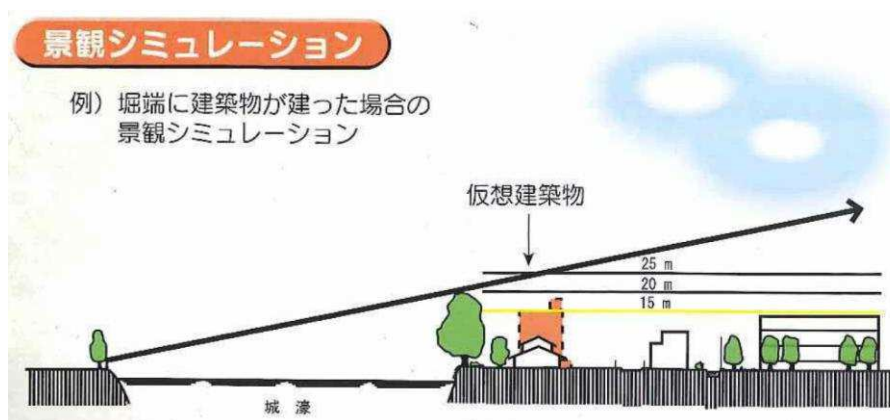 景観シミュレーション
例）堀端に建築物が建った場合の
景観シミュレーション
仮想建築物
25 m
20 m
15 m
城 濠